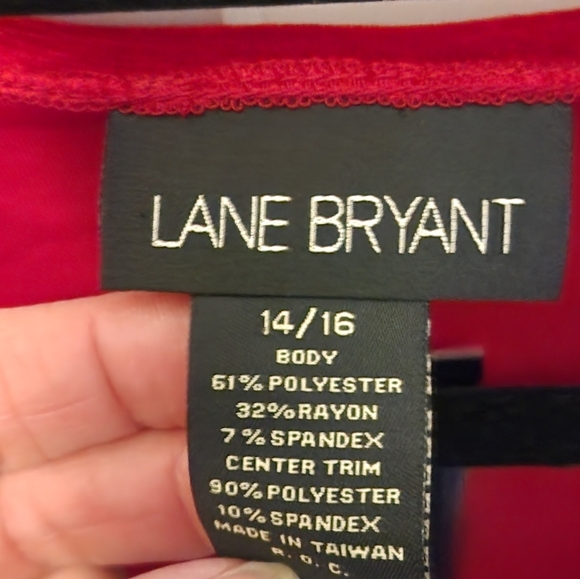 LANE BRYANT
14/16
BODY
61% POLYESTER
32% RAYON
7% SPANDEX
CENTER TRIM
90% POLYESTER
10% SPANDEX
MADE IN TAIWAN
R. O. C.